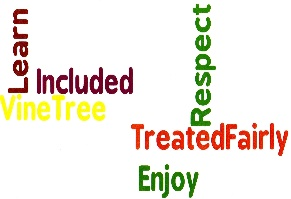 Learn
Respect
Included
VineTree
TreatedFairly
Enjoy